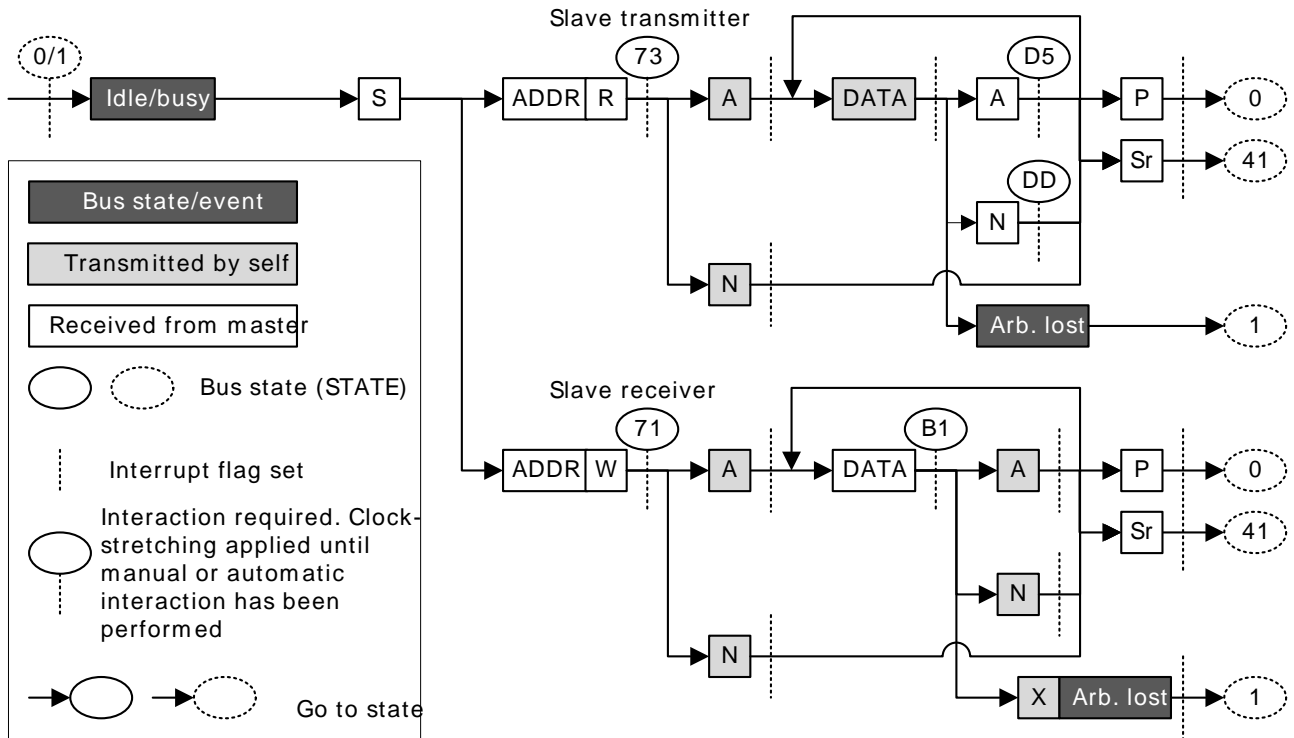 Slave transmitter
0/1
73
D5
Idle/busy
S
ADDR R
A
DATA
A
P
0
Sr
41
DD
N
N
Arb. lost
1
Bus state/event
Transmitted by self
Received from master
Bus state (STATE)
Interrupt flag set
Interaction required. Clock-
stretching applied until
manual or automatic
interaction has been
performed
Go to state
Slave receiver
71
B1
ADDR W
A
DATA
A
P
0
Sr
41
N
N
X
Arb. lost
1